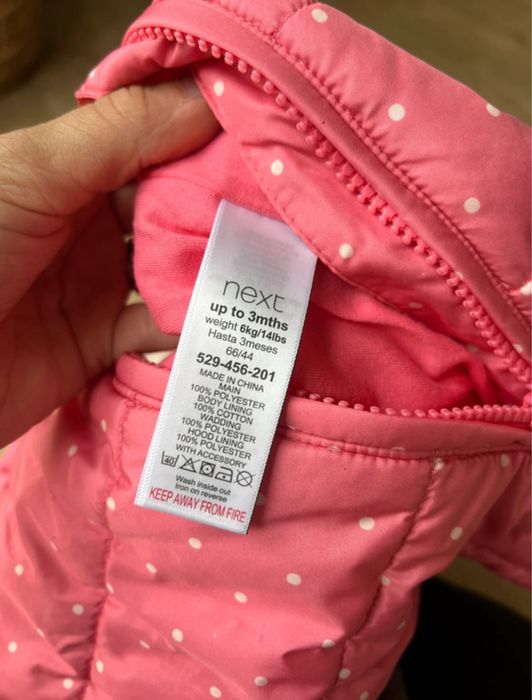 next
up to 3mths
weight 6kg/14lbs
Hasta 3meses
66/44
529-456-201
MADE IN CHINA
MAIN
100% POLYESTER
BODY LINING
100% COTTON
WADDING
100% POLYESTER
HOOD LINING
100% POLYESTER
WITH ACCESSORY
40
Wash inside out
Iron on reverse
KEEP AWAY FROM FIRE